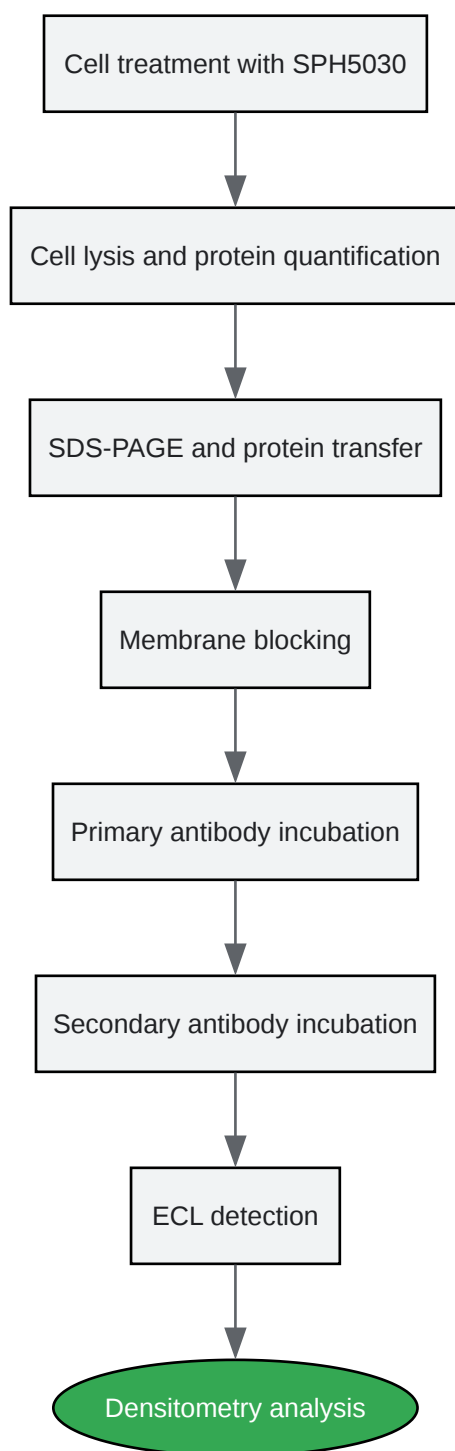 Cell treatment with SPH5030
Cell lysis and protein quantification
SDS-PAGE and protein transfer
Membrane blocking
Primary antibody incubation
Secondary antibody incubation
ECL detection
Densitometry analysis